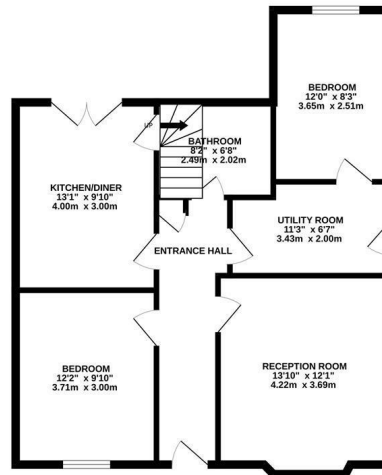 BEDROOM
12'0" x 8'3"
3.65m x 2.51m
UP
BATHROOM
8'2" x 6'8"
2.49m x 2.02m
KITCHEN/DINER
13'1" x 9'10"
4.00m x 3.00m
UTILITY ROOM
11'3" x 6'7"
3.43m x 2.00m
ENTRANCE HALL
BEDROOM
12'2" x 9'10"
3.71m x 3.00m
RECEPTION ROOM
13'10" x 12'1"
4.22m x 3.69m